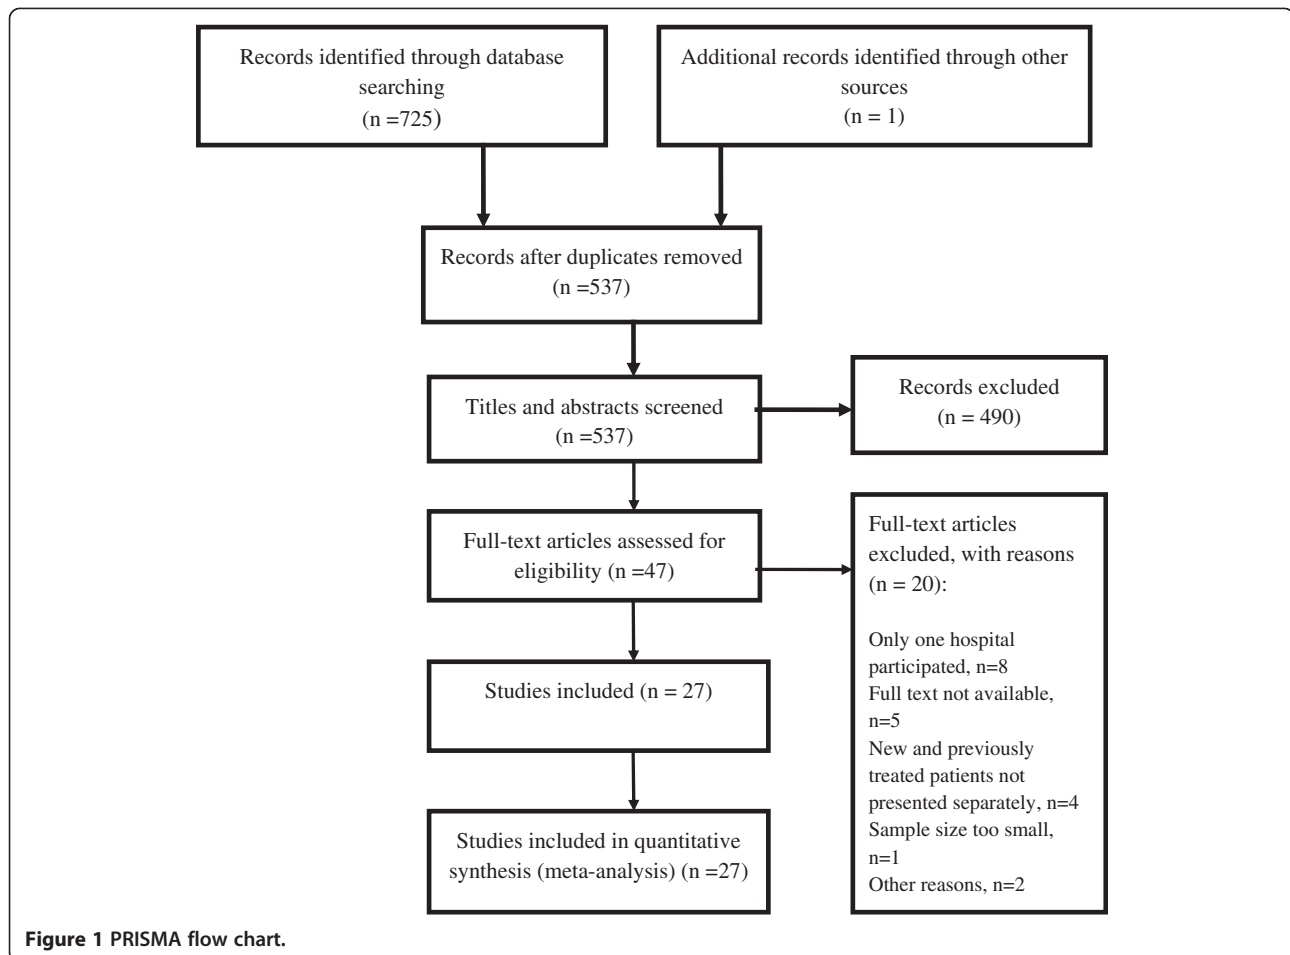 Records identified through database
searching
(n =725)
Additional records identified through other
sources
(n = 1)
Records after duplicates removed
(n =537)
Titles and abstracts screened
(n =537)
Records excluded
(n = 490)
Full-text articles assessed for
eligibility (n =47)
Full-text articles
excluded, with reasons
(n = 20):
Only one hospital
participated, n=8
Full text not available,
n=5
New and previously
treated patients not
presented separately, n=4
Sample size too small,
n=1
Other reasons, n=2
Studies included (n = 27)
Studies included in quantitative
synthesis (meta-analysis) (n =27)
Figure 1 PRISMA flow chart.